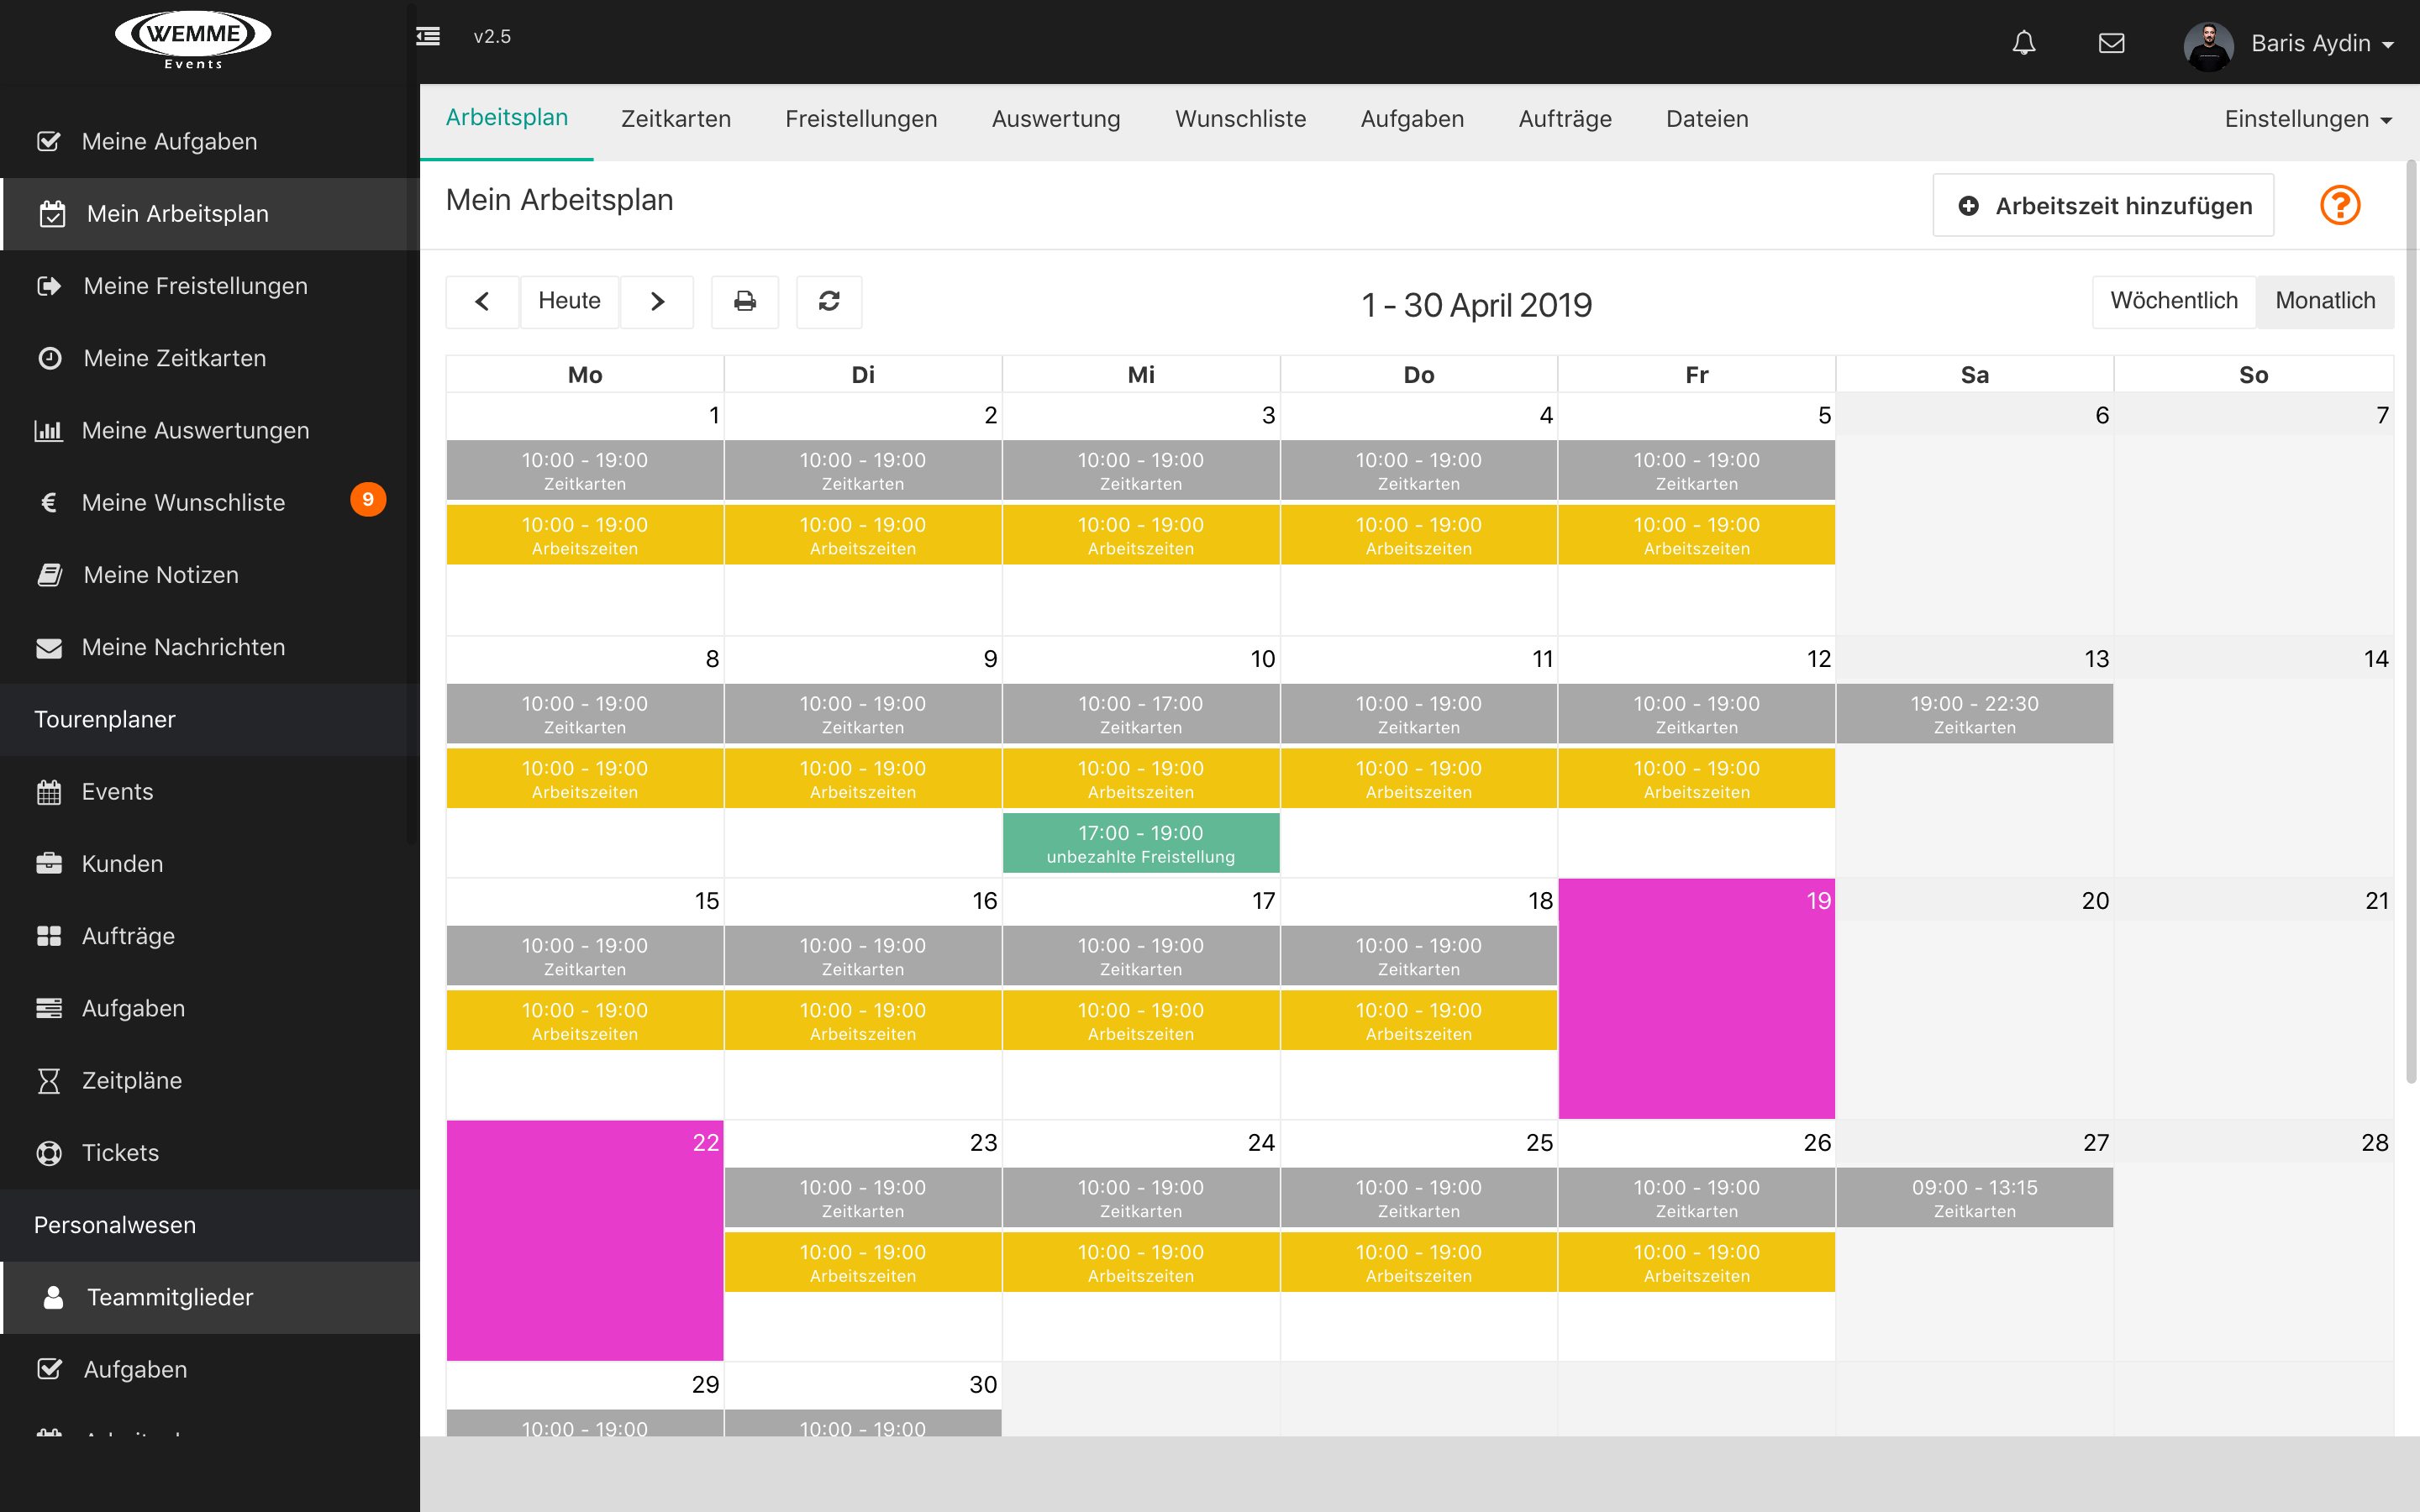 WEMME
Events
v2.5
Baris Aydin
Meine Aufgaben
Mein Arbeitsplan
Meine Freistellungen
Meine Zeitkarten
Meine Auswertungen
Meine Wunschliste 9
Meine Notizen
Meine Nachrichten
Tourenplaner
Events
Kunden
Aufträge
Aufgaben
Zeitpläne
Tickets
Personalwesen
Teammitglieder
Aufgaben
Arbeitsplan Zeitkarten Freistellungen Auswertung Wunschliste Aufgaben Aufträge Dateien Einstellungen
Mein Arbeitsplan
Arbeitszeit hinzufügen
Heute
1 - 30 April 2019
Wöchentlich Monatlich
Mo Di Mi Do Fr Sa So
1 2 3 4 5 6 7
10:00 - 19:00 10:00 - 19:00 10:00 - 19:00 10:00 - 19:00 10:00 - 19:00
Zeitkarten Zeitkarten Zeitkarten Zeitkarten Zeitkarten
10:00 - 19:00 10:00 - 19:00 10:00 - 19:00 10:00 - 19:00 10:00 - 19:00
Arbeitszeiten Arbeitszeiten Arbeitszeiten Arbeitszeiten Arbeitszeiten
8 9 10 11 12 13 14
10:00 - 19:00 10:00 - 19:00 10:00 - 17:00 10:00 - 19:00 10:00 - 19:00 19:00 - 22:30
Zeitkarten Zeitkarten Zeitkarten Zeitkarten Zeitkarten Zeitkarten
10:00 - 19:00 10:00 - 19:00 10:00 - 19:00 10:00 - 19:00 10:00 - 19:00
Arbeitszeiten Arbeitszeiten Arbeitszeiten Arbeitszeiten Arbeitszeiten
17:00 - 19:00
unbezahlte Freistellung
15 16 17 18 19 20 21
10:00 - 19:00 10:00 - 19:00 10:00 - 19:00 10:00 - 19:00
Zeitkarten Zeitkarten Zeitkarten Zeitkarten
10:00 - 19:00 10:00 - 19:00 10:00 - 19:00 10:00 - 19:00
Arbeitszeiten Arbeitszeiten Arbeitszeiten Arbeitszeiten
22 23 24 25 26 27 28
10:00 - 19:00 10:00 - 19:00 10:00 - 19:00 10:00 - 19:00 09:00 - 13:15
Zeitkarten Zeitkarten Zeitkarten Zeitkarten Zeitkarten
10:00 - 19:00 10:00 - 19:00 10:00 - 19:00 10:00 - 19:00
Arbeitszeiten Arbeitszeiten Arbeitszeiten Arbeitszeiten
29 30
10:00 - 19:00 10:00 - 19:00